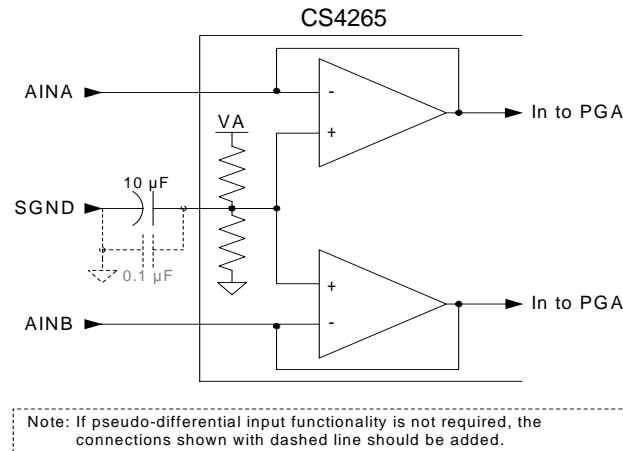 CS4265
AINA
-
In to PGA
VA
+
10 µF
SGND
0.1 µF
+
In to PGA
AINB
-
Note: If pseudo-differential input functionality is not required, the
connections shown with dashed line should be added.